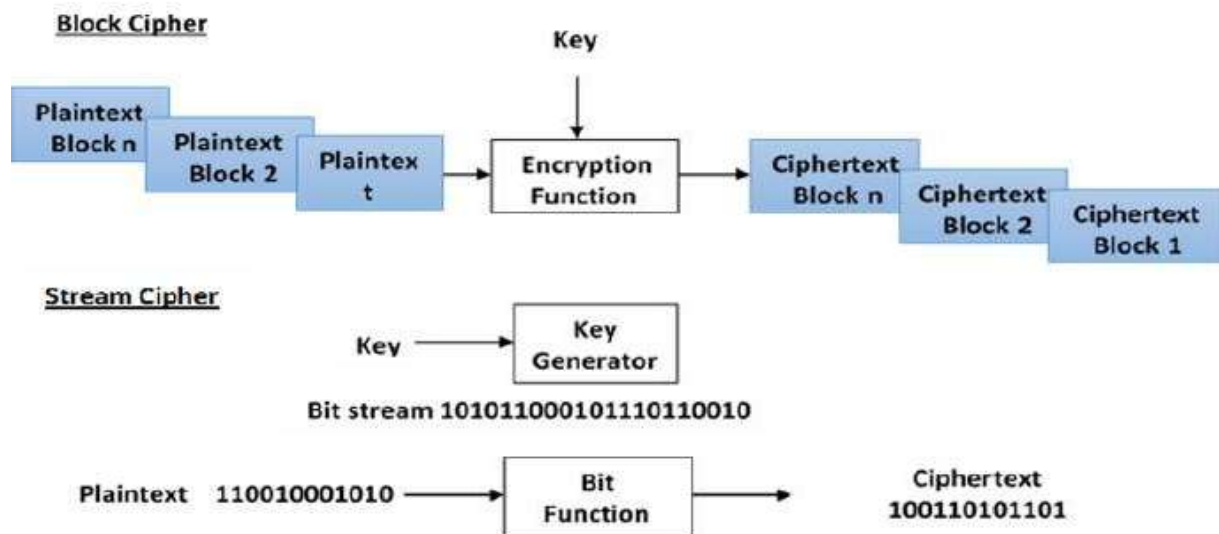 Block Cipher
Key
Plaintext
Block n
Plaintext
Block 2
Plaintex
t
Encryption
Function
Ciphertext
Block n
Ciphertext
Block 2
Ciphertext
Block 1
Stream Cipher
Key
Key
Generator
Bit stream 1010110000101110110010
Plaintext 110010001010
Bit
Function
Ciphertext
100110101101